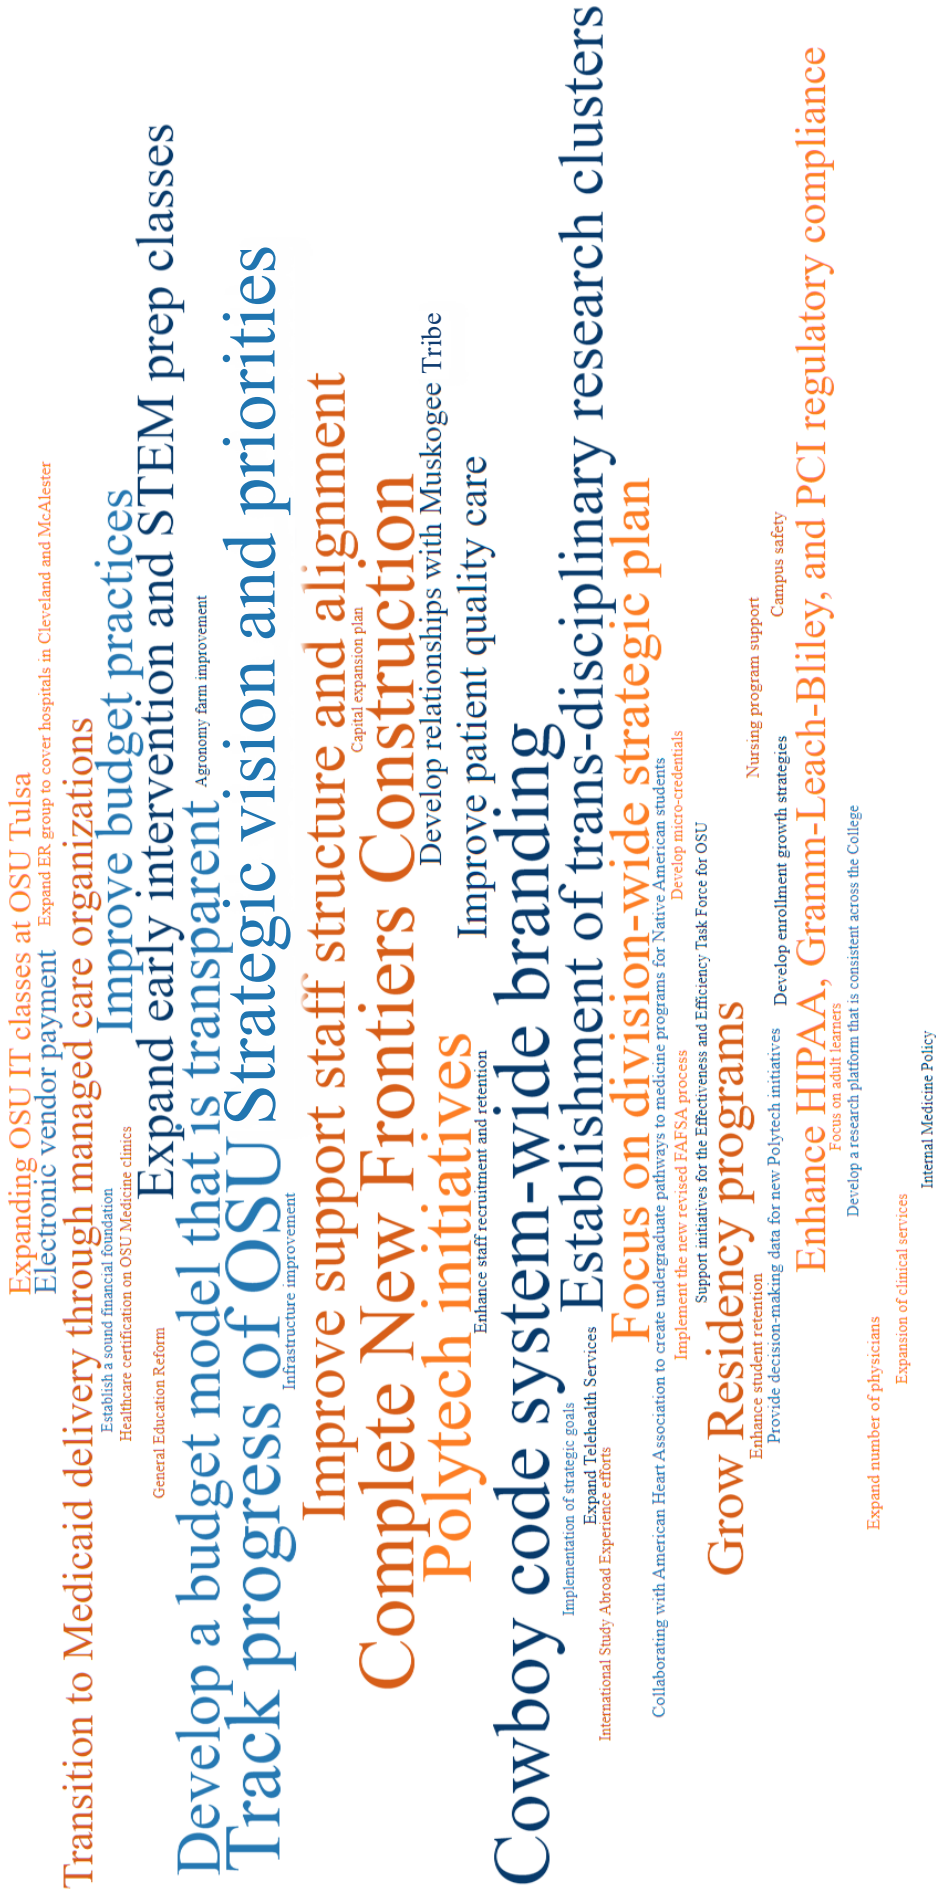 Expanding OSU IT classes at OSU Tulsa
Electronic vendor payment
Expand ER group to cover hospitals in Cleveland and McAlester
Transition to Medicaid delivery through managed care organizations
Establish a sound financial foundation
Improve budget practices
Healthcare certification on OSU Medicine clinics
Expand early intervention and STEM prep classes
General Education Reform
Develop a budget model that is transparent
Agronomy farm improvement
Track progress of OSU Strategic vision and priorities
Infrastructure improvement
Improve support staff structure and alignment
Capital expansion plan
Complete New Frontiers Construction
Develop relationships with Muskogee Tribe
Polytech initiatives
Improve patient quality care
Enhance staff recruitment and retention
Cowboy code system-wide branding
Implementation of strategic goals
Establishment of trans-disciplinary research clusters
Expand Telehealth Services
International Study Abroad Experience efforts
Focus on division-wide strategic plan
Collaborating with American Heart Association to create undergraduate pathways to medicine programs for Native American students
Implement the new revised FAFSA process
Develop micro-credentials
Support initiatives for the Effectiveness and Efficiency Task Force for OSU
Grow Residency programs
Enhance student retention
Nursing program support
Provide decision-making data for new Polytech initiatives
Develop enrollment growth strategies
Campus safety
Enhance HIPAA, Gramm-Leach-Bliley, and PCI regulatory compliance
Focus on adult learners
Develop a research platform that is consistent across the College
Expand number of physicians
Expansion of clinical services
Internal Medicine Policy